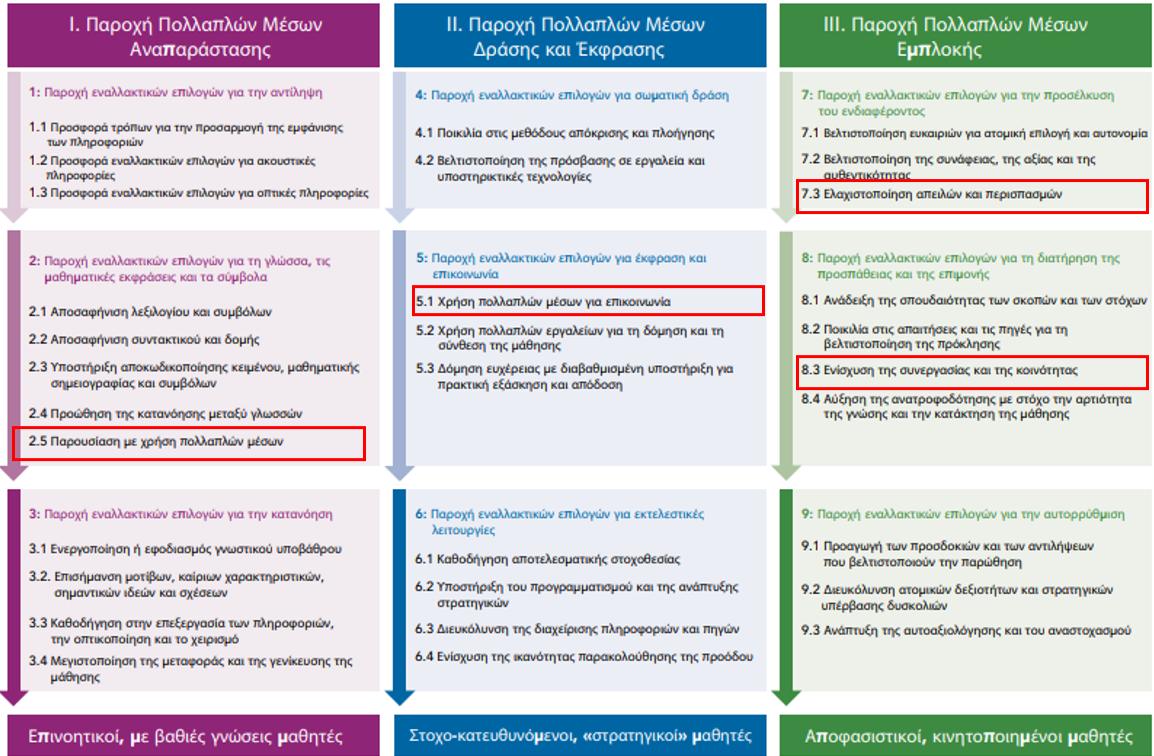 I. Παροχή Πολλαπλών Μέσων
Αναπαράστασης
1: Παροχή εναλλακτικών επιλογών για την αντίληψη
1.1 Προσφορά τρόπων για την προσαρμογή της εμφάνισης
των πληροφοριών
1.2 Προσφορά εναλλακτικών επιλογών για ακουστικές
πληροφορίες
1.3 Προσφορά εναλλακτικών επιλογών για οπτικές πληροφορίες
2: Παροχή εναλλακτικών επιλογών για τη γλώσσα, τις
μαθηματικές εκφράσεις και τα σύμβολα
2.1 Αποσαφήνιση λεξιλογίου και συμβόλων
2.2 Αποσαφήνιση συντακτικού και δομής
2.3 Υποστήριξη αποκωδικοποίησης κειμένου, μαθηματικής
σημειογραφίας και συμβόλων
2.4 Προώθηση της κατανόησης μεταξύ γλωσσών
2.5 Παρουσίαση με χρήση πολλαπλών μέσων
3: Παροχή εναλλακτικών επιλογών για την κατανόηση
3.1 Ενεργοποίηση ή εφοδιασμός γνωστικού υποβάθρου
3.2. Επισήμανση μοτίβων, καίριων χαρακτηριστικών,
σημαντικών ιδεών και σχέσεων
3.3 Καθοδήγηση στην επεξεργασία των πληροφοριών,
την οπτικοποίηση και το χειρισμό
3.4 Μεγιστοποίηση της μεταφοράς και της γενίκευσης της
μάθησης
Επινοητικοί, με βαθιές γνώσεις μαθητές
II. Παροχή Πολλαπλών Μέσων
Δράσης και Έκφρασης
4: Παροχή εναλλακτικών επιλογών για σωματική δράση
4.1 Ποικιλία στις μεθόδους απόκρισης και πλοήγησης
4.2 Βελτιστοποίηση της πρόσβασης σε εργαλεία και
υποστηρικτικές τεχνολογίες
5: Παροχή εναλλακτικών επιλογών για έκφραση και
επικοινωνία
5.1 Χρήση πολλαπλών μέσων για επικοινωνία
5.2 Χρήση πολλαπλών εργαλείων για τη δόμηση και τη
σύνθεση της μάθησης
5.3 Δόμηση ευχέρειας με διαβαθμισμένη υποστήριξη για
πρακτική εξάσκηση και απόδοση
6: Παροχή εναλλακτικών επιλογών για εκτελεστικές
λειτουργίες
6.1 Καθοδήγηση αποτελεσματικής στοχοθεσίας
6.2 Υποστήριξη του προγραμματισμού και της ανάπτυξης
στρατηγικών
6.3 Διευκόλυνση της διαχείρισης πληροφοριών και πηγών
6.4 Ενίσχυση της ικανότητας παρακολούθησης της προόδου
Στοχο-κατευθυνόμενοι, «στρατηγικοί» μαθητές
III. Παροχή Πολλαπλών Μέσων
Εμπλοκής
7: Παροχή εναλλακτικών επιλογών για την προσέλκυση
του ενδιαφέροντος
7.1 Βελτιστοποίηση ευκαιριών για ατομική επιλογή και αυτονομία
7.2 Βελτιστοποίηση της συνάφειας, της αξίας και της
αυθεντικότητας
7.3 Ελαχιστοποίηση απειλών και περισπασμών
8: Παροχή εναλλακτικών επιλογών για τη διατήρηση της
προσπάθειας και της επιμονής
8.1 Ανάδειξη της σπουδαιότητας των σκοπών και των στόχων
8.2 Ποικιλία στις απαιτήσεις και τις πηγές για τη
βελτιστοποίηση της πρόκλησης
8.3 Ενίσχυση της συνεργασίας και της κοινότητας
8.4 Αύξηση της ανατροφοδότησης με στόχο την αρτιότητα
της γνώσης και την κατάκτηση της μάθησης
9: Παροχή εναλλακτικών επιλογών για την αυτορρύθμιση
9.1 Προαγωγή των προσδοκιών και των αντιλήψεων
που βελτιστοποιούν την παρώθηση
9.2 Διευκόλυνση ατομικών δεξιοτήτων και στρατηγικών
υπέρβασης δυσκολιών
9.3 Ανάπτυξη της αυτοαξιολόγησης και του αναστοχασμού
Αποφασιστικοί, κινητοποιημένοι μαθητές